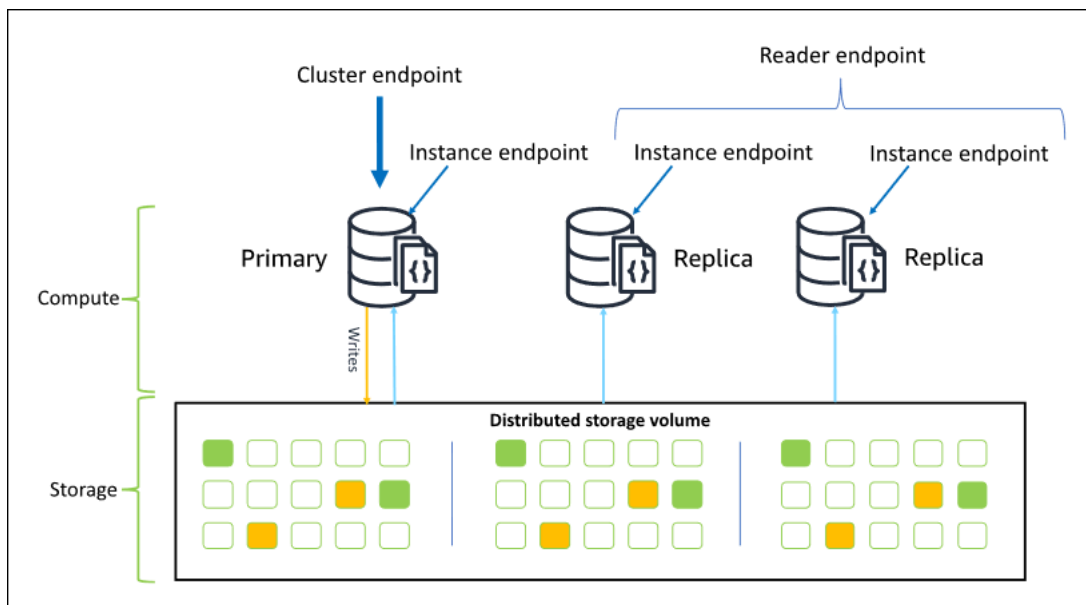 Reader endpoint
Cluster endpoint
Instance endpoint
Instance endpoint
Instance endpoint
Primary
{}
{}
Replica
{}
Replica
Compute
Writes
Distributed storage volume
Storage